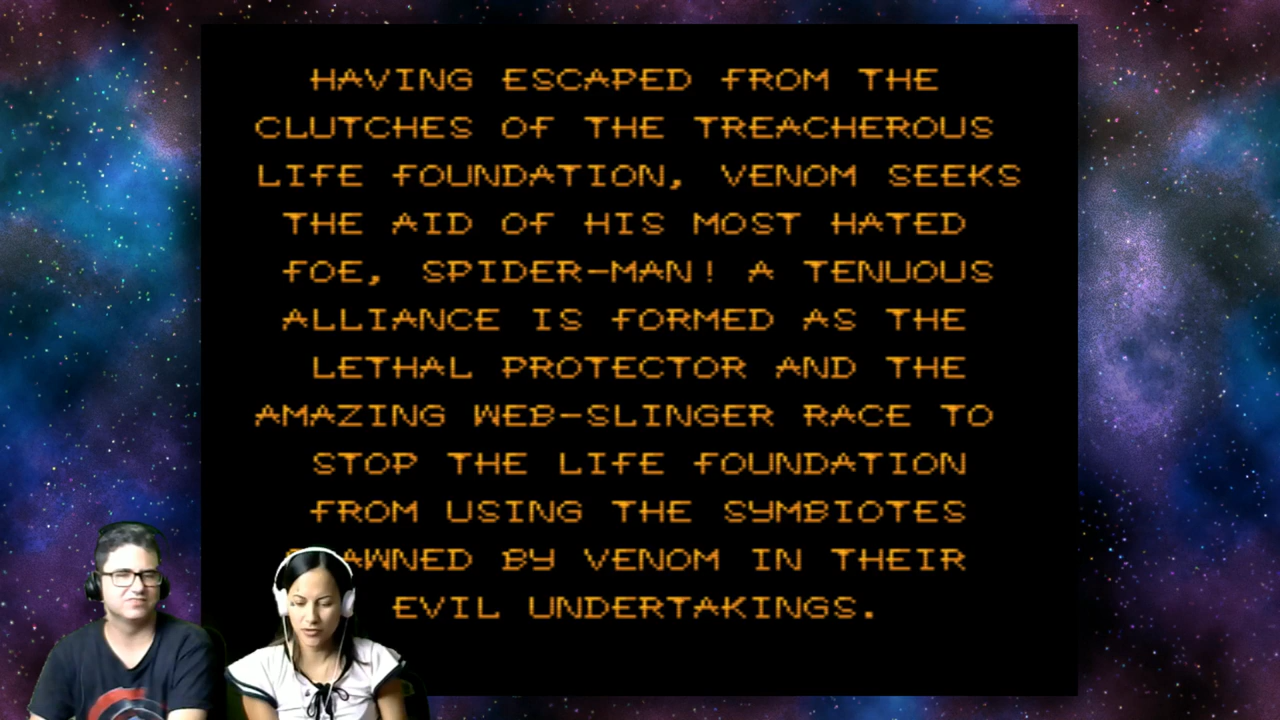 HAVING ESCAPED FROM THE
CLUTCHES OF THE TREACHEROUS
LIFE FOUNDATION, VENOM SEEKS
THE AID OF HIS MOST HATED
FOE, SPIDER-MAN! A TENUOUS
ALLIANCE IS FORMED AS THE
LETHAL PROTECTOR AND THE
AMAZING WEB-SLINGER RACE TO
STOP THE LIFE FOUNDATION
FROM USING THE SYMBIOTES
BY VENOM IN THEIR
EVIL UNDERTAKINGS.